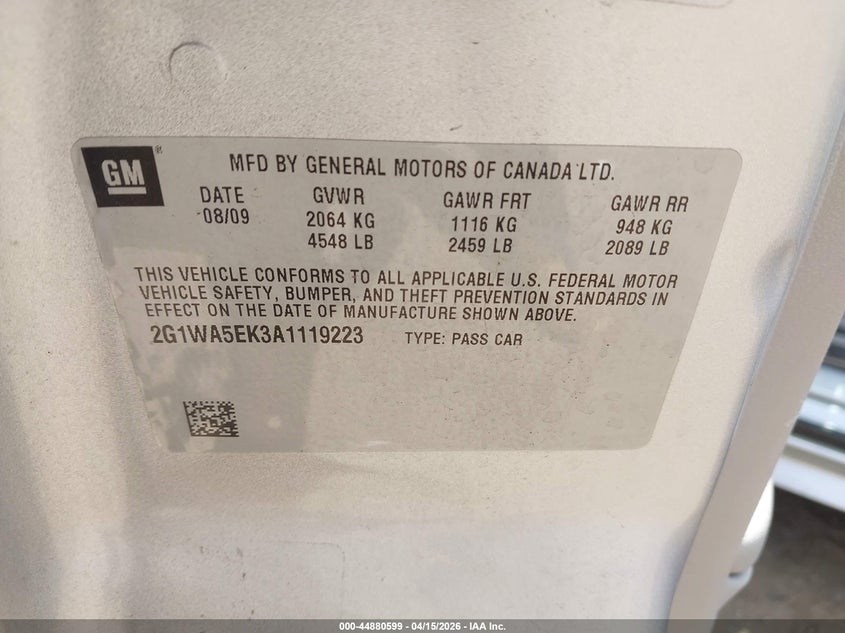 GM
MFD BY GENERAL MOTORS OF CANADA LTD.
DATE GVWR GAWR FRT GAWR RR
08/09 2064 KG 1116 KG 948 KG
4548 LB 2459 LB 2089 LB
THIS VEHICLE CONFORMS TO ALL APPLICABLE U.S. FEDERAL MOTOR
VEHICLE SAFETY, BUMPER, AND THEFT PREVENTION STANDARDS IN
EFFECT ON THE DATE OF MANUFACTURE SHOWN ABOVE.
2G1WA5EK3A1119223 TYPE: PASS CAR
000-44880599 - 04/15/2026 - IAA Inc.